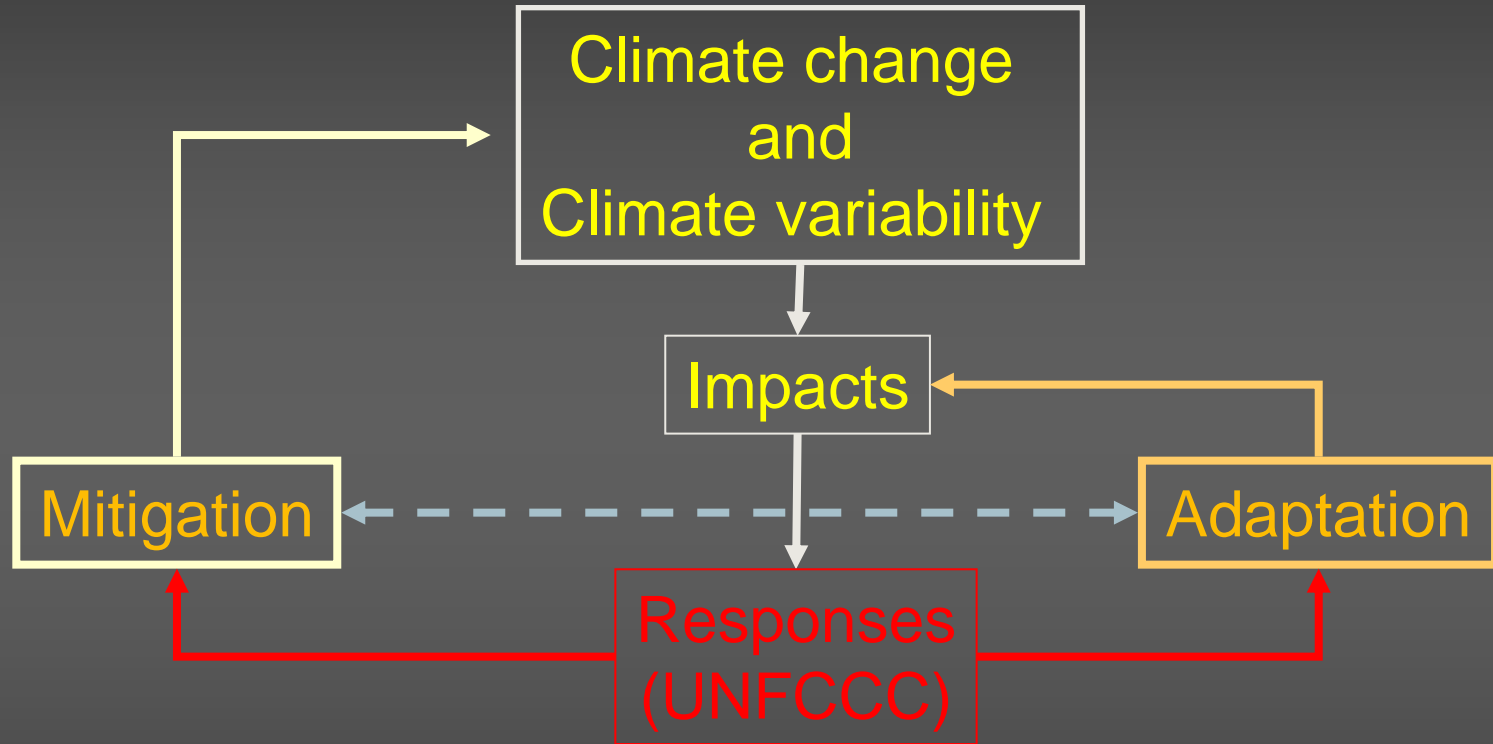 Climate change
and
Climate variability
Impacts
Mitigation
Adaptation
Responses
(UNFCCC)